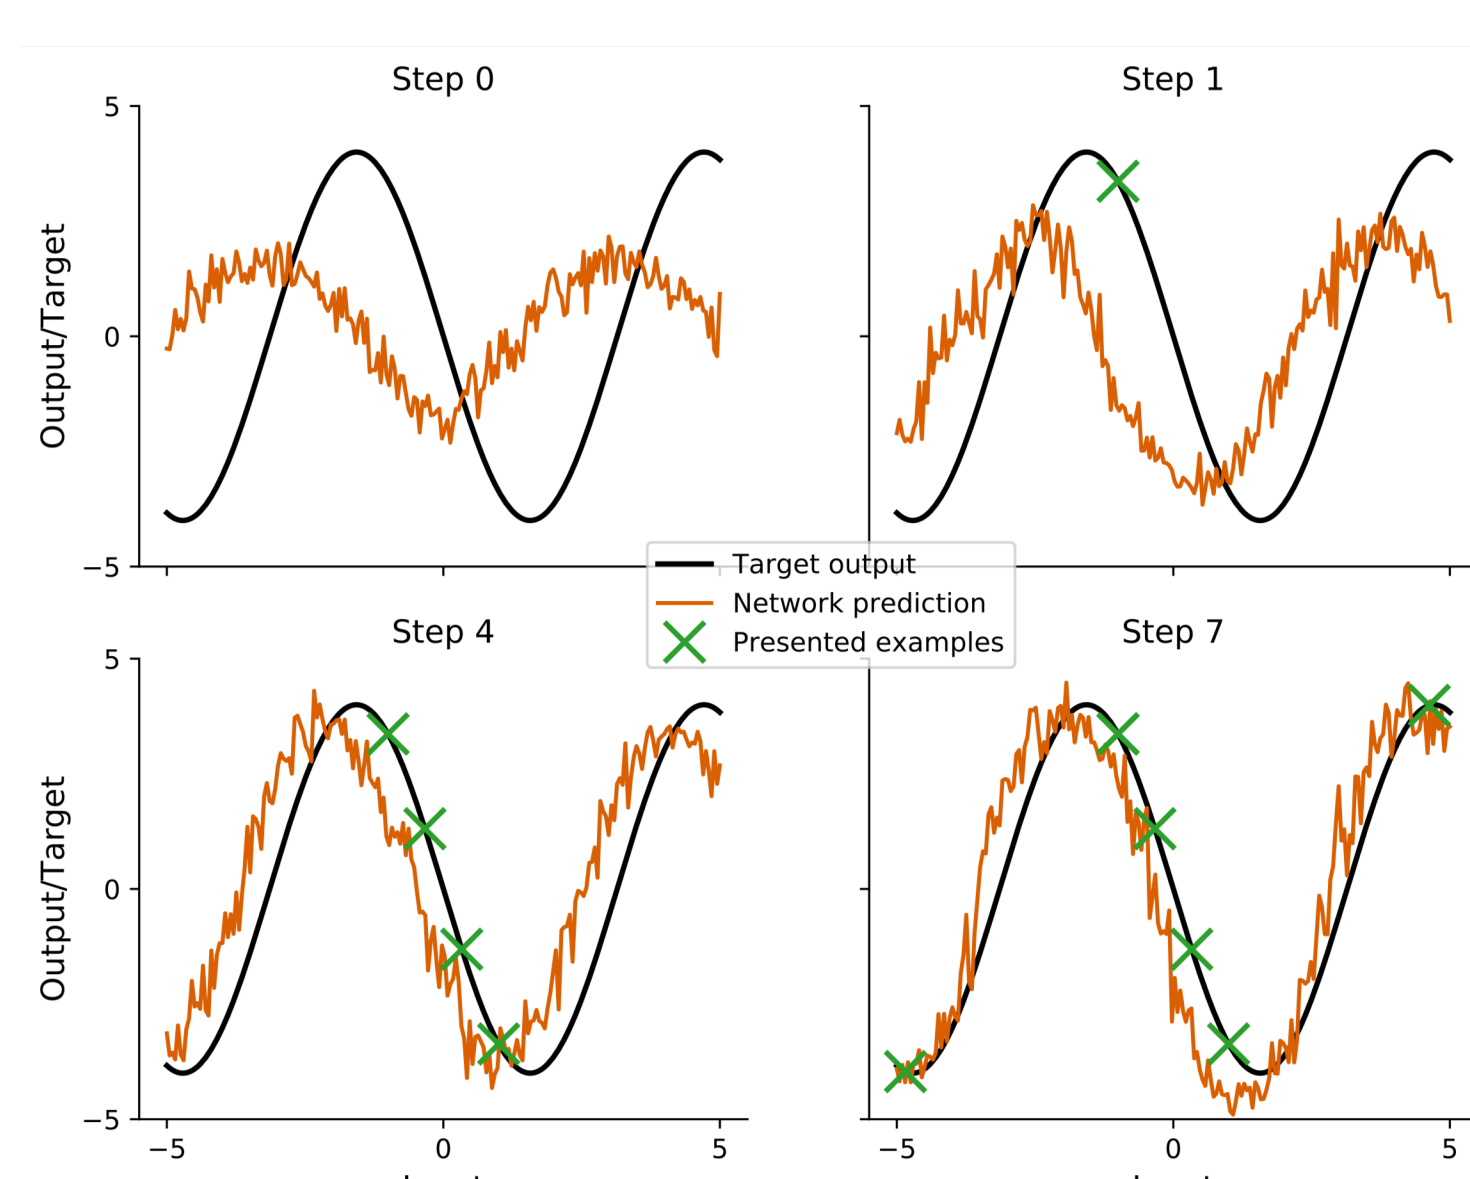 Step 0
Step 1
5
0
−5
Output/Target
Target output
Network prediction
Presented examples
Step 4
Step 7
5
0
−5
Output/Target
−5 0 5
−5 0 5